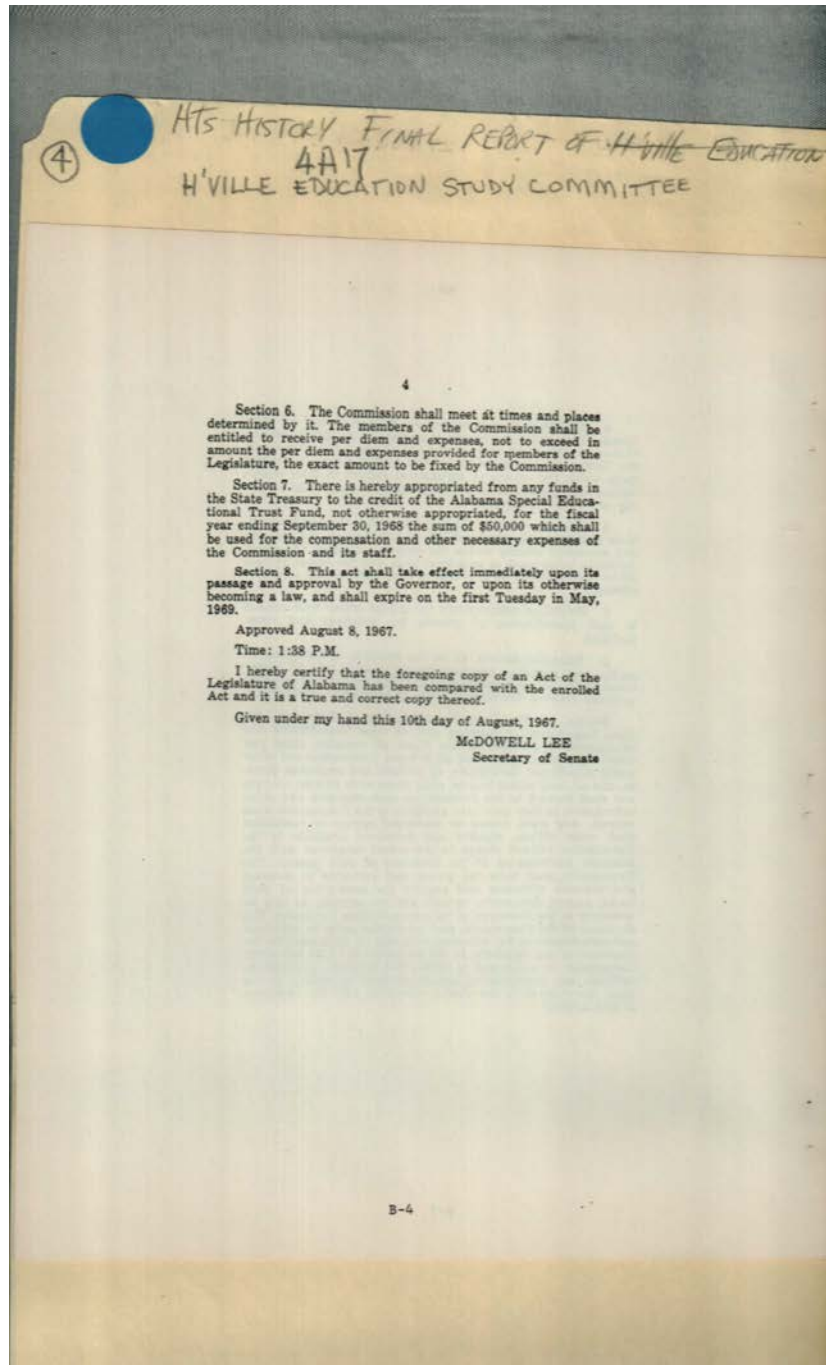 HTS HISTORY FINAL REPORT OF H'VILLE EDUCATION
4
4A17
H'VILLE EDUCATION STUDY COMMITTEE
4
Section 6. The Commission shall meet at times and places
determined by it. The members of the Commission shall be
entitled to receive per diem and expenses, not to exceed in
amount the per diem and expenses provided for members of the
Legislature, the exact amount to be fixed by the Commission.
Section 7. There is hereby appropriated from any funds in
the State Treasury to the credit of the Alabama Special Educa-
tional Trust Fund, not otherwise appropriated, for the fiscal
year ending September 30, 1968 the sum of $50,000 which shall
be used for the compensation and other necessary expenses of
the Commission and its staff.
Section 8. This act shall take effect immediately upon its
passage and approval by the Governor, or upon its otherwise
becoming a law, and shall expire on the first Tuesday in May,
1969.
Approved August 8, 1967.
Time: 1:38 P.M.
I hereby certify that the foregoing copy of an Act of the
Legislature of Alabama has been compared with the enrolled
Act and it is a true and correct copy thereof.
Given under my hand this 10th day of August, 1967.
McDOWELL LEE
Secretary of Senate
B-4